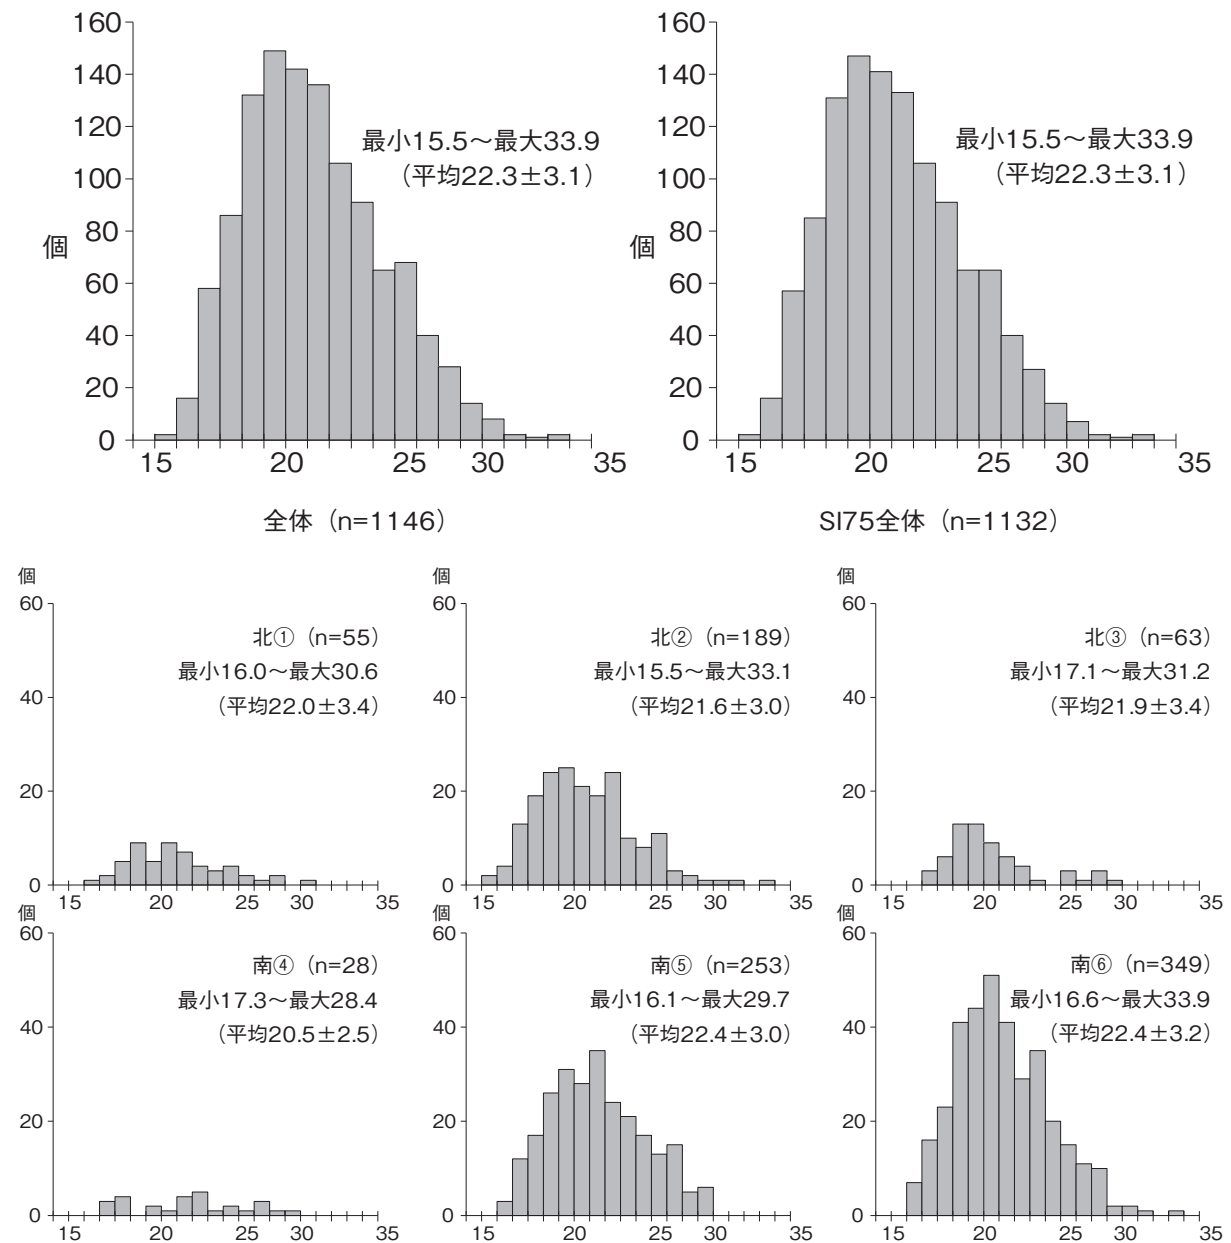 160
140
120
100
80
60
40
20
0
個
最小15.5～最大33.9
（平均22.3±3.1）
15 20 25 30 35
全体（n=1146）
160
140
120
100
80
60
40
20
0
個
最小15.5～最大33.9
（平均22.3±3.1）
15 20 25 30 35
SI75全体（n=1132）
個
60
40
20
0
北①（n=55）
最小16.0～最大30.6
（平均22.0±3.4）
15 20 25 30 35
個
60
40
20
0
北②（n=189）
最小15.5～最大33.1
（平均21.6±3.0）
15 20 25 30 35
個
60
40
20
0
北③（n=63）
最小17.1～最大31.2
（平均21.9±3.4）
15 20 25 30 35
個
60
40
20
0
南④（n=28）
最小17.3～最大28.4
（平均20.5±2.5）
15 20 25 30 35
個
60
40
20
0
南⑤（n=253）
最小16.1～最大29.7
（平均22.4±3.0）
15 20 25 30 35
個
60
40
20
0
南⑥（n=349）
最小16.6～最大33.9
（平均22.4±3.2）
15 20 25 30 35